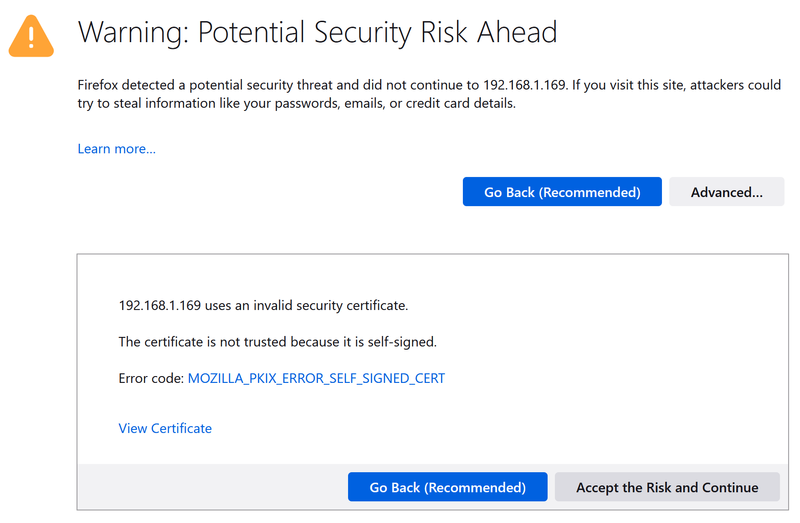 Warning: Potential Security Risk Ahead
Firefox detected a potential security threat and did not continue to 192.168.1.169. If you visit this site, attackers could
try to steal information like your passwords, emails, or credit card details.
Learn more...
Go Back (Recommended)
Advanced...
192.168.1.169 uses an invalid security certificate.
The certificate is not trusted because it is self-signed.
Error code: MOZILLA_PKIX_ERROR_SELF_SIGNED_CERT
View Certificate
Go Back (Recommended)
Accept the Risk and Continue